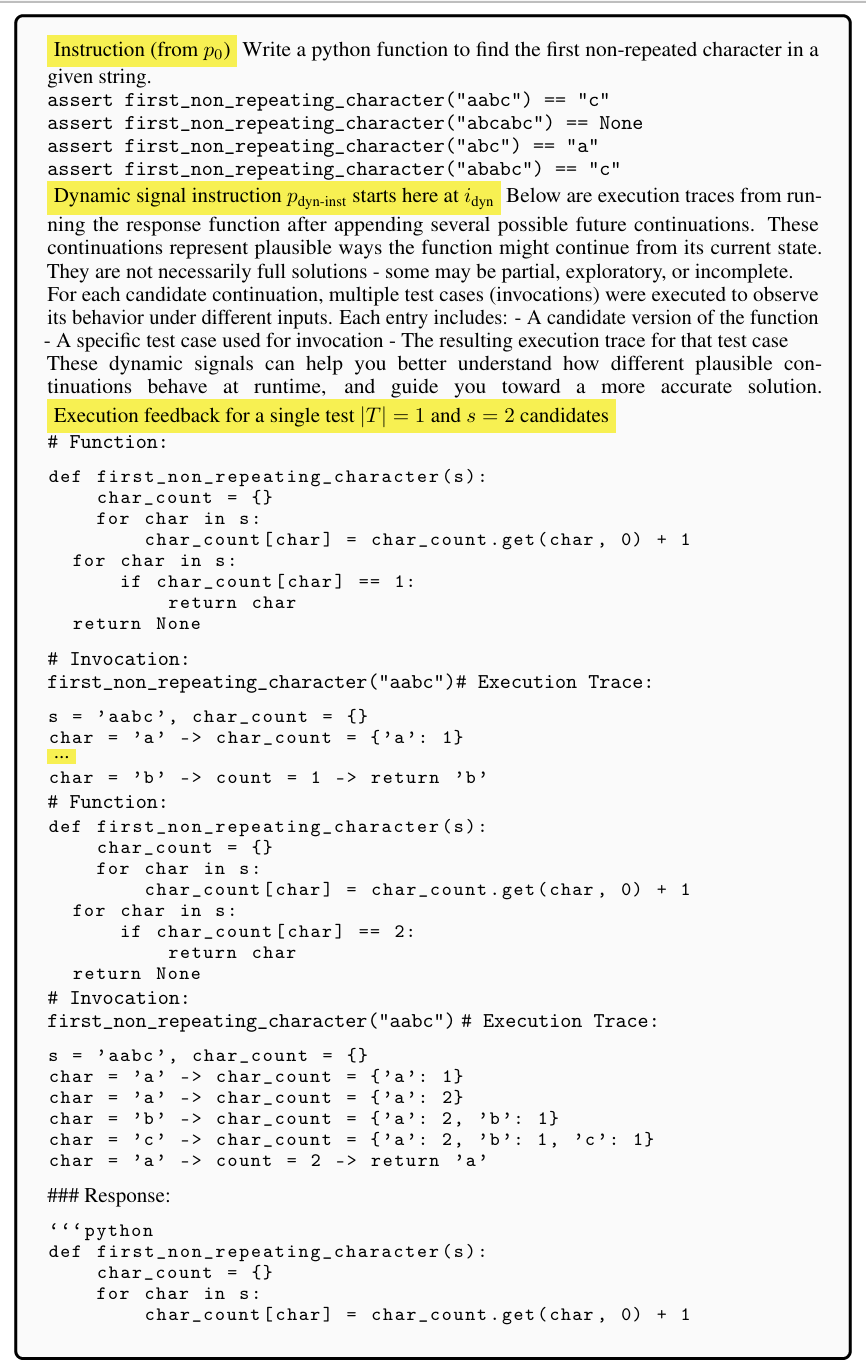 Instruction (from p0) Write a python function to find the first non-repeated character in a
given string.
assert first_non_repeating_character("aabc") == "c"
assert first_non_repeating_character("abcabc") == None
assert first_non_repeating_character("abc") == "a"
assert first_non_repeating_character("ababc") == "c"
Dynamic signal instruction pdyn-inst starts here at idyn Below are execution traces from run-
ning the response function after appending several possible future continuations. These
continuations represent plausible ways the function might continue from its current state.
They are not necessarily full solutions - some may be partial, exploratory, or incomplete.
For each candidate continuation, multiple test cases (invocations) were executed to observe
its behavior under different inputs. Each entry includes: - A candidate version of the function
- A specific test case used for invocation - The resulting execution trace for that test case
These dynamic signals can help you better understand how different plausible con-
tinuations behave at runtime, and guide you toward a more accurate solution.
Execution feedback for a single test |T| = 1 and s = 2 candidates
# Function:
def first_non_repeating_character(s):
    char_count = {}
    for char in s:
        char_count[char] = char_count.get(char, 0) + 1
  for char in s:
      if char_count[char] == 1:
          return char
  return None
# Invocation:
first_non_repeating_character("aabc")# Execution Trace:
s = ’aabc’, char_count = {}
char = ’a’ -> char_count = {’a’: 1}
...
char = ’b’ -> count = 1 -> return ’b’
# Function:
def first_non_repeating_character(s):
    char_count = {}
    for char in s:
        char_count[char] = char_count.get(char, 0) + 1
  for char in s:
      if char_count[char] == 2:
          return char
  return None
# Invocation:
first_non_repeating_character("aabc") # Execution Trace:
s = ’aabc’, char_count = {}
char = ’a’ -> char_count = {’a’: 1}
char = ’a’ -> char_count = {’a’: 2}
char = ’b’ -> char_count = {’a’: 2, ’b’: 1}
char = ’c’ -> char_count = {’a’: 2, ’b’: 1, ’c’: 1}
char = ’a’ -> count = 2 -> return ’a’
### Response:
‘‘‘python
def first_non_repeating_character(s):
    char_count = {}
    for char in s:
        char_count[char] = char_count.get(char, 0) + 1